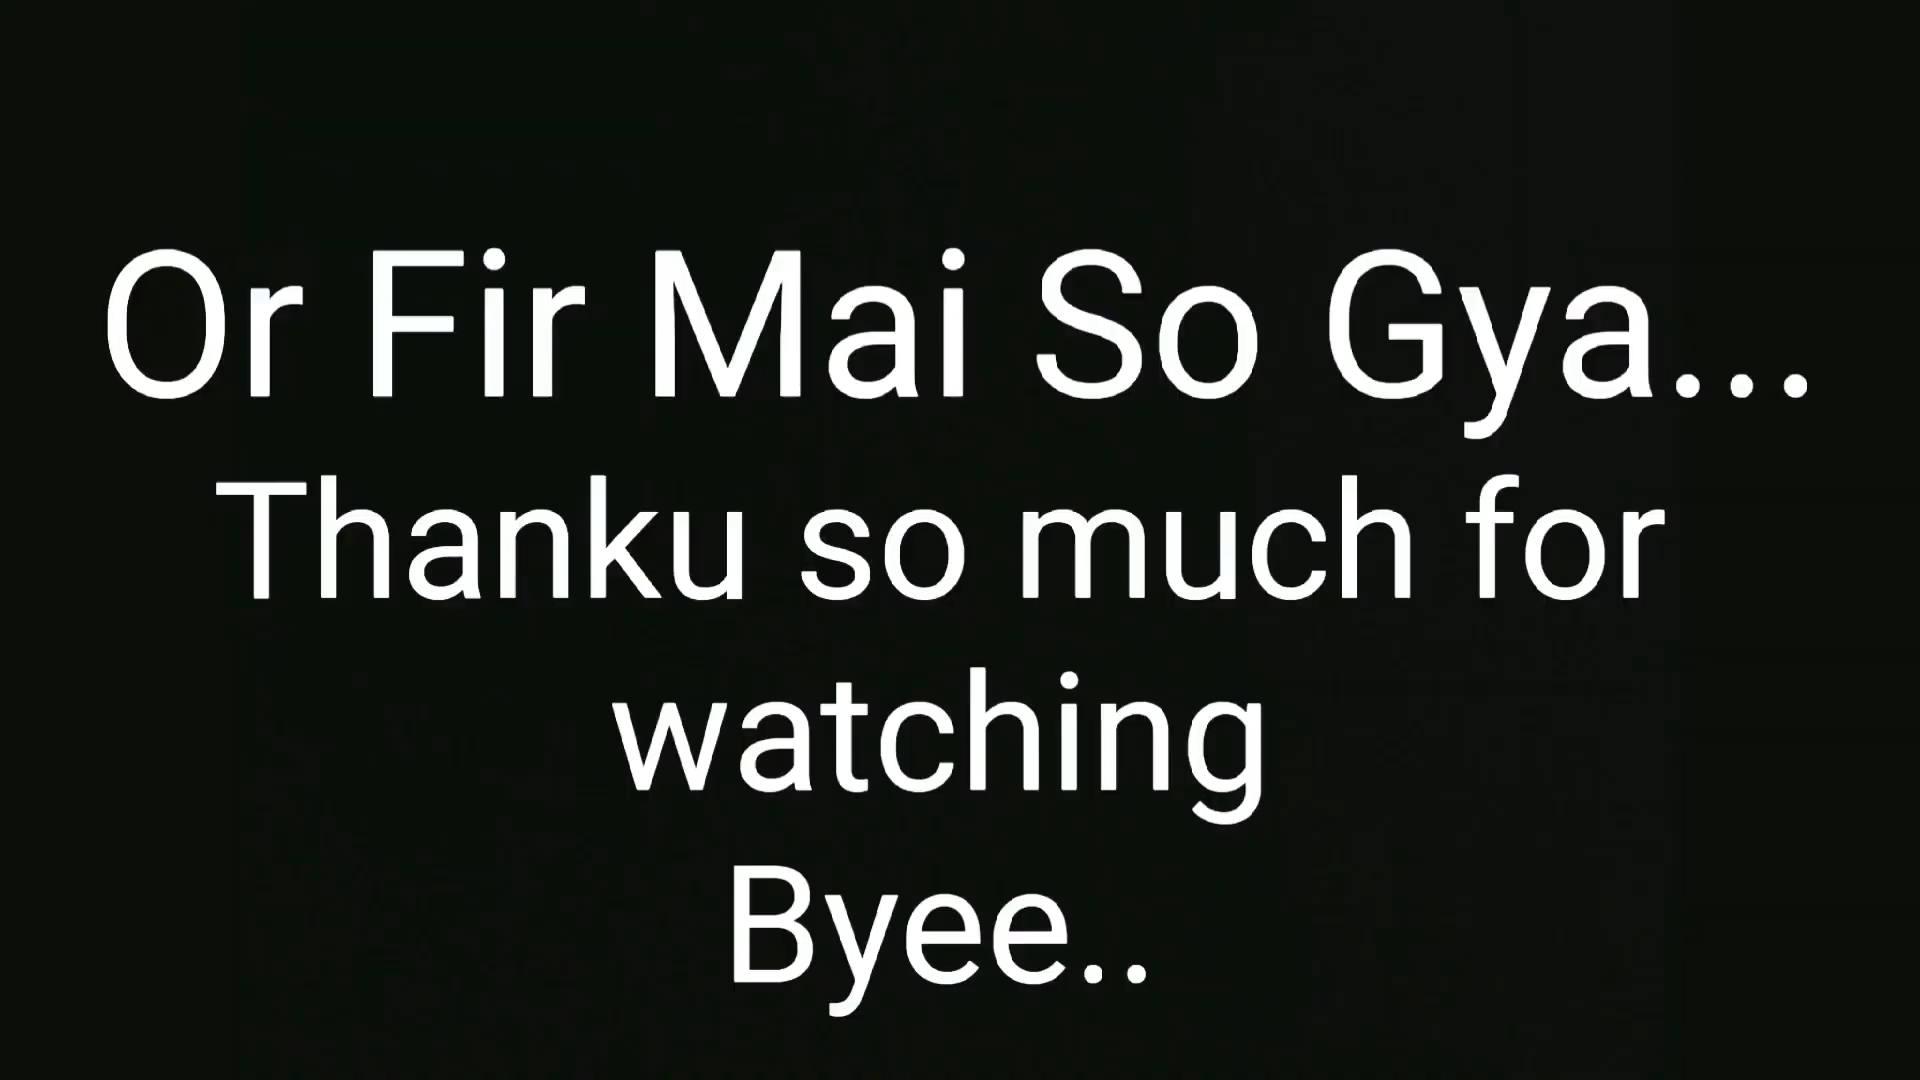 Or Fir Mai So Gya...
Thanku so much for
watching
Byee..